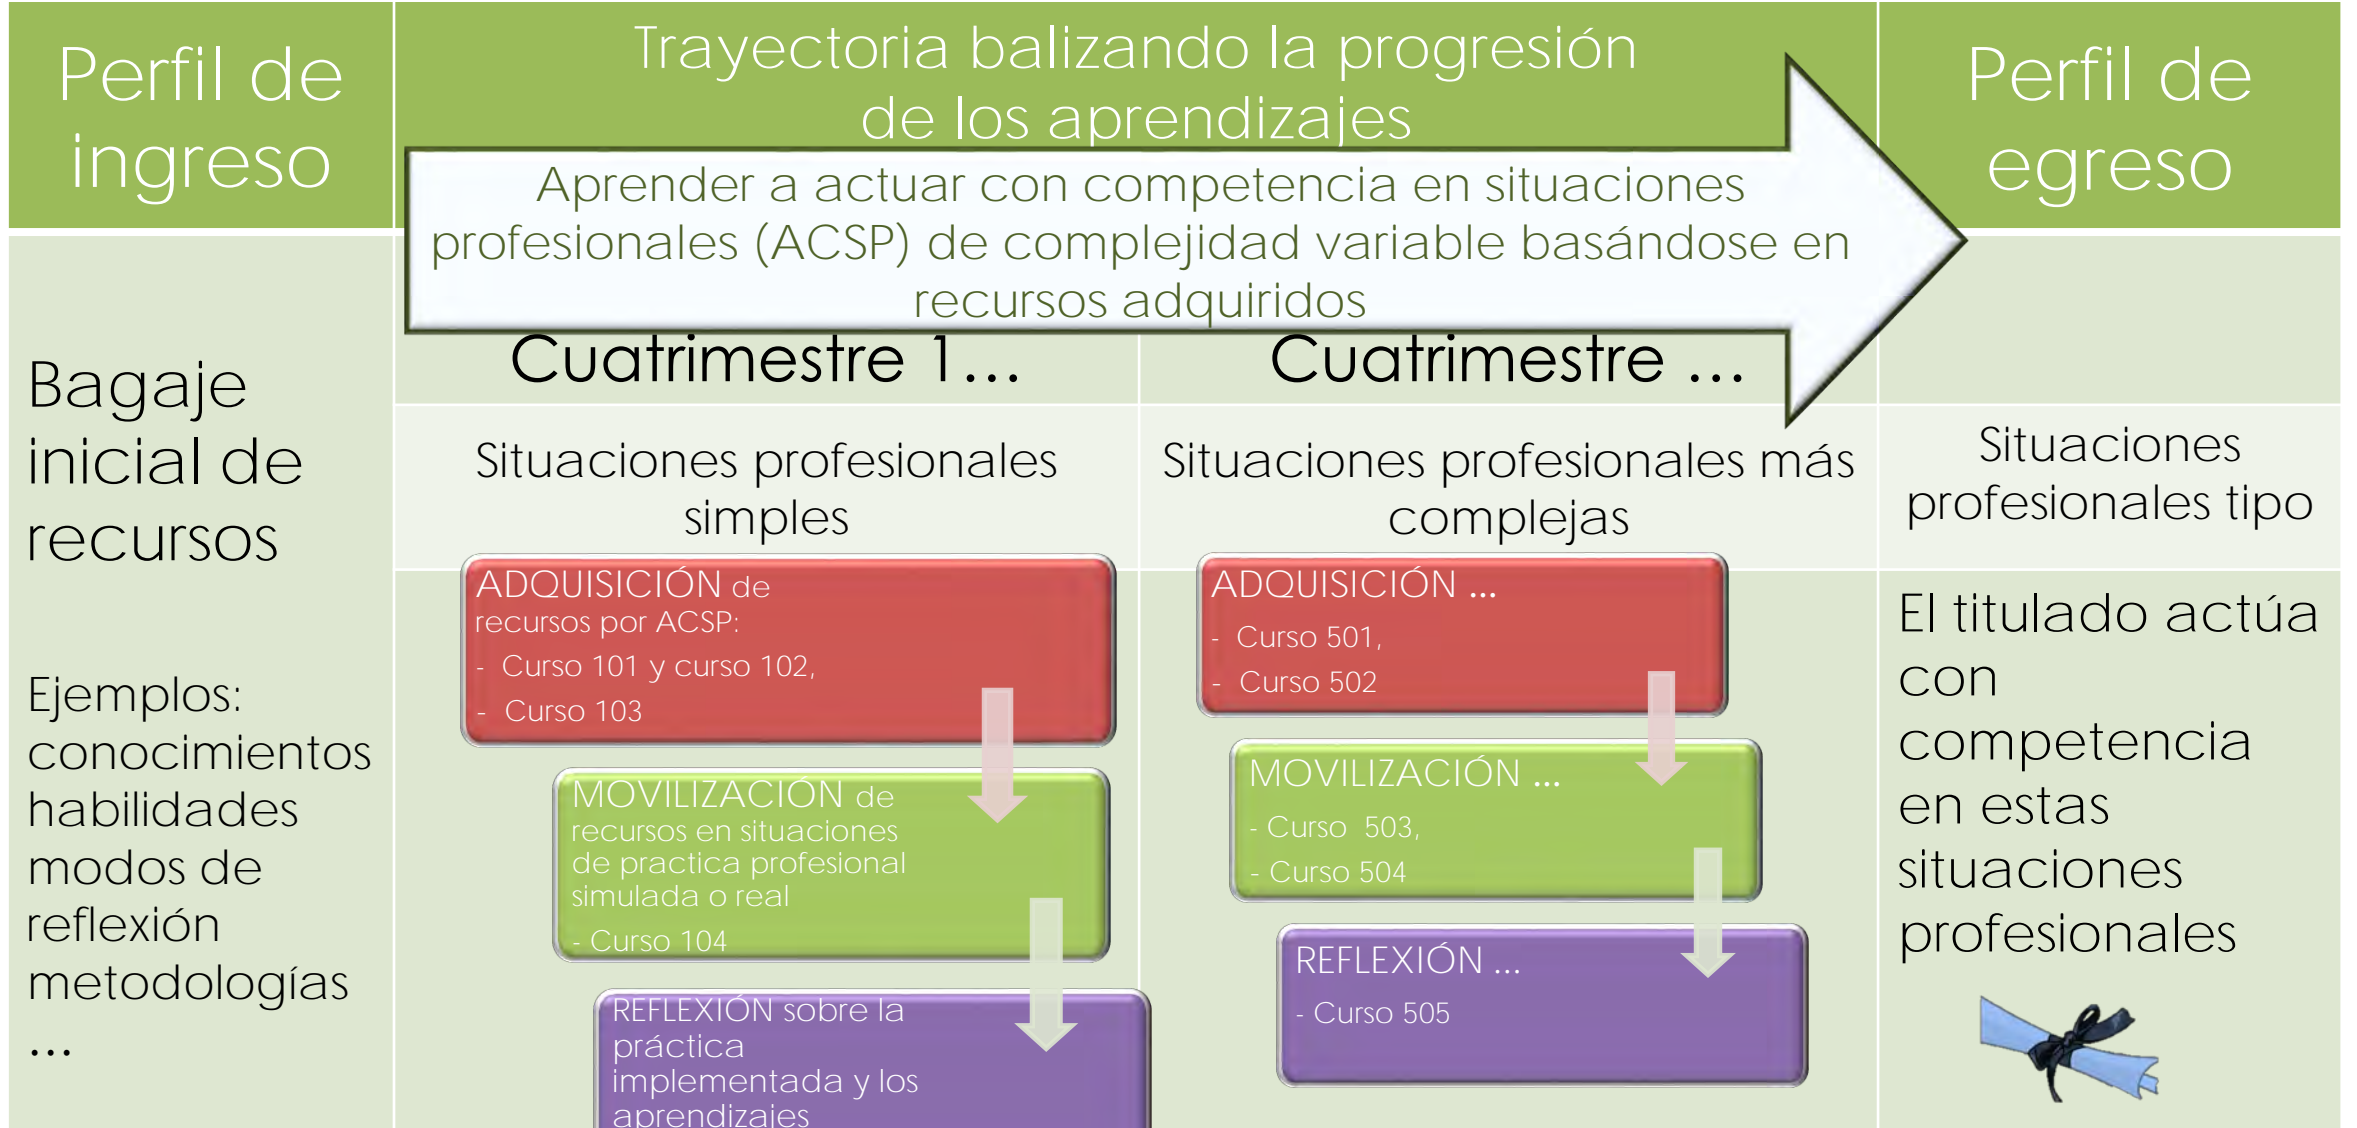 Perfil de
ingreso
Trayectoria balizando la progresión
de los aprendizajes
Perfil de
egreso
Aprender a actuar con competencia en situaciones
profesionales (ACSP) de complejidad variable basándose en
recursos adquiridos
Bagaje
inicial de
recursos
Ejemplos:
conocimientos
habilidades
modos de
reflexión
metodologías
...
Cuatrimestre 1...
Situaciones profesionales
simples
ADQUISICIÓN de
recursos por ACSP:
- Curso 101 y curso 102,
- Curso 103
MOVILIZACIÓN de
recursos en situaciones
de practica profesional
simulada o real
- Curso 104
REFLEXIÓN sobre la
práctica
implementada y los
aprendizajes
Cuatrimestre ...
Situaciones profesionales más
complejas
ADQUISICIÓN ...
- Curso 501,
- Curso 502
MOVILIZACIÓN ...
- Curso 503,
- Curso 504
REFLEXIÓN ...
- Curso 505
Situaciones
profesionales tipo
El titulado actúa
con
competencia
en estas
situaciones
profesionales